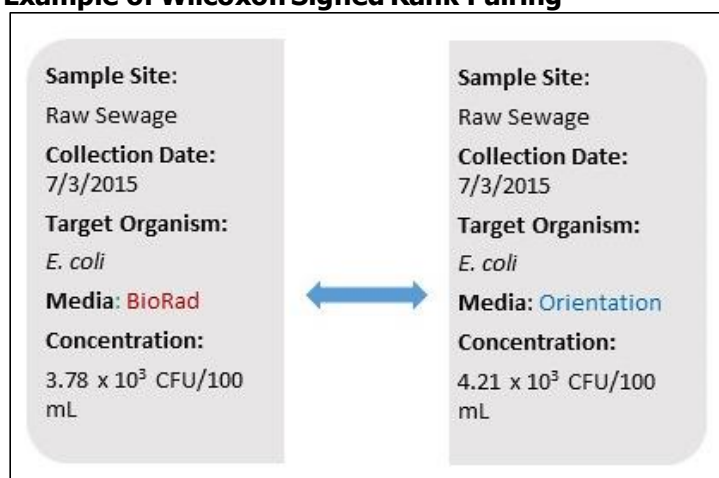 Example of Wilcoxon Signed Rank Pairing
Sample Site:
Raw Sewage
Collection Date:
7/3/2015
Target Organism:
E. coli
Media: BioRad
Concentration:
3.78 x 10³ CFU/100
mL
Sample Site:
Raw Sewage
Collection Date:
7/3/2015
Target Organism:
E. coli
Media: Orientation
Concentration:
4.21 x 10³ CFU/100
mL